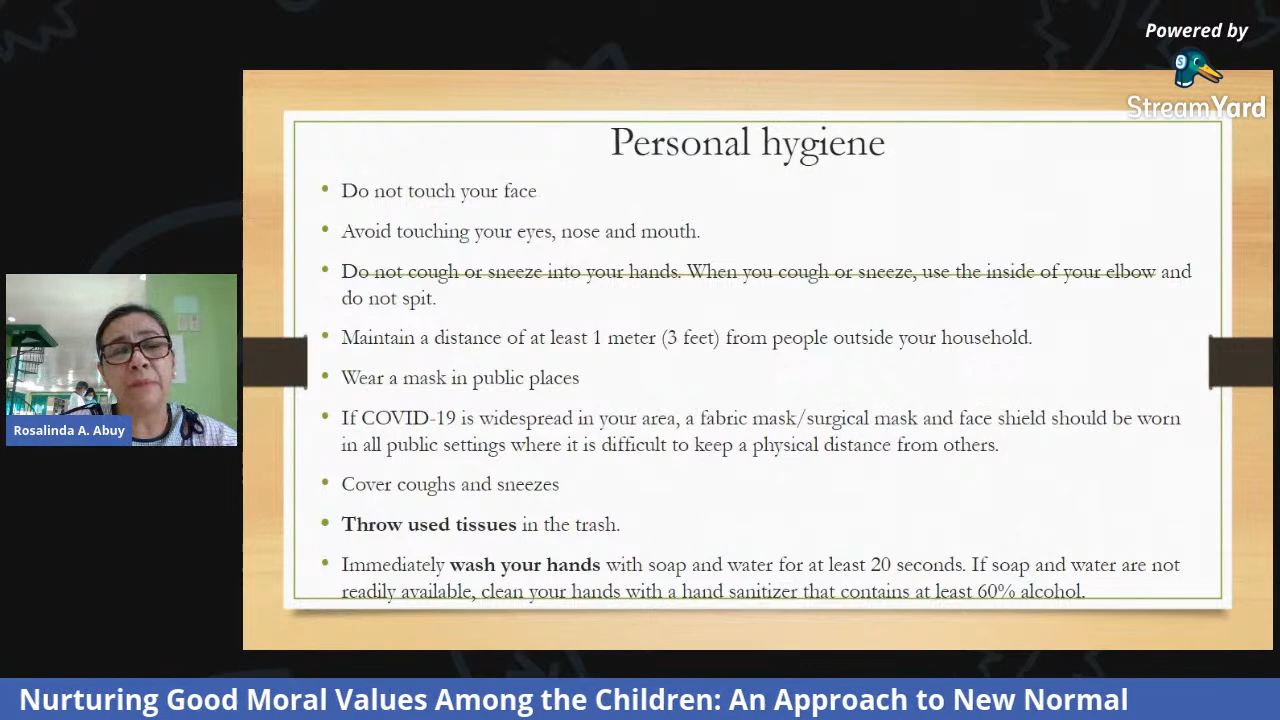 Powered by
StreamYard
Personal hygiene
• Do not touch your face
• Avoid touching your eyes, nose and mouth.
• Do not cough or sneeze into your hands. When you cough or sneeze, use the inside of your elbow and
do not spit.
• Maintain a distance of at least 1 meter (3 feet) from people outside your household.
• Wear a mask in public places
• If COVID-19 is widespread in your area, a fabric mask/surgical mask and face shield should be worn
in all public settings where it is difficult to keep a physical distance from others.
• Cover coughs and sneezes
• Throw used tissues in the trash.
• Immediately wash your hands with soap and water for at least 20 seconds. If soap and water are not
readily available, clean your hands with a hand sanitizer that contains at least 60% alcohol.
Rosalinda A. Abuy
Nurturing Good Moral Values Among the Children: An Approach to New Normal